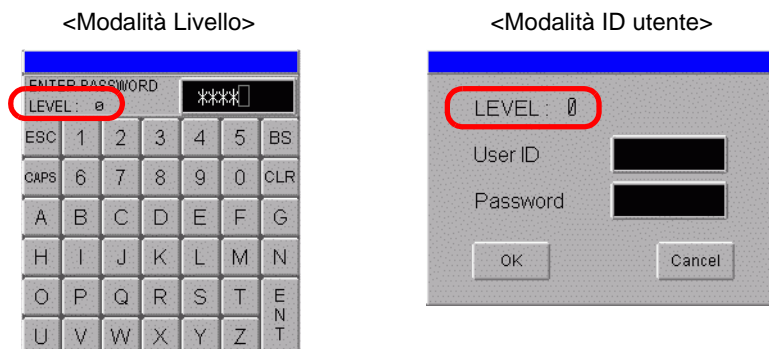 <Modalità Livello>
ENTER PASSWORD
LEVEL : 0
****
ESC 1 2 3 4 5 BS
CAPS 6 7 8 9 0 CLR
A B C D E F G
H I J K L M N
O P Q R S T ENT
U V W X Y Z
<Modalità ID utente>
LEVEL : 0
User ID
Password
OK Cancel